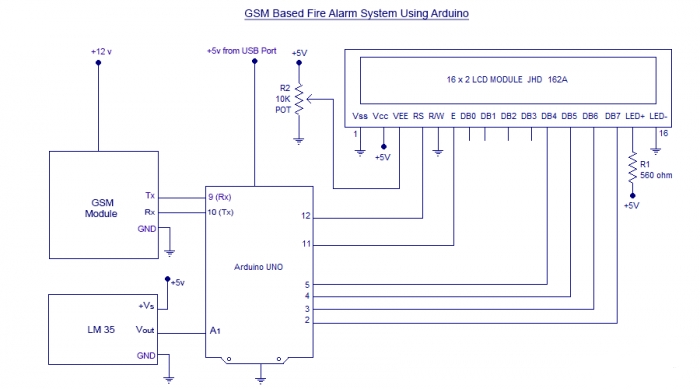 GSM Based Fire Alarm System Using Arduino
+12 v
+5v from USB Port
+5V
R2
10K
POT
16 x 2 LCD MODULE JHD 162A
Vss Vcc VEE RS R/W E DB0 DB1 DB2 DB3 DB4 DB5 DB6 DB7 LED+ LED-
1
16
+5V
R1
560 ohm
+5V
GSM
Module
Tx
Rx
GND
9 (Rx)
10 (Tx)
12
11
Arduino UNO
5
4
3
2
+5v
LM 35
+Vs
Vout
GND
A1